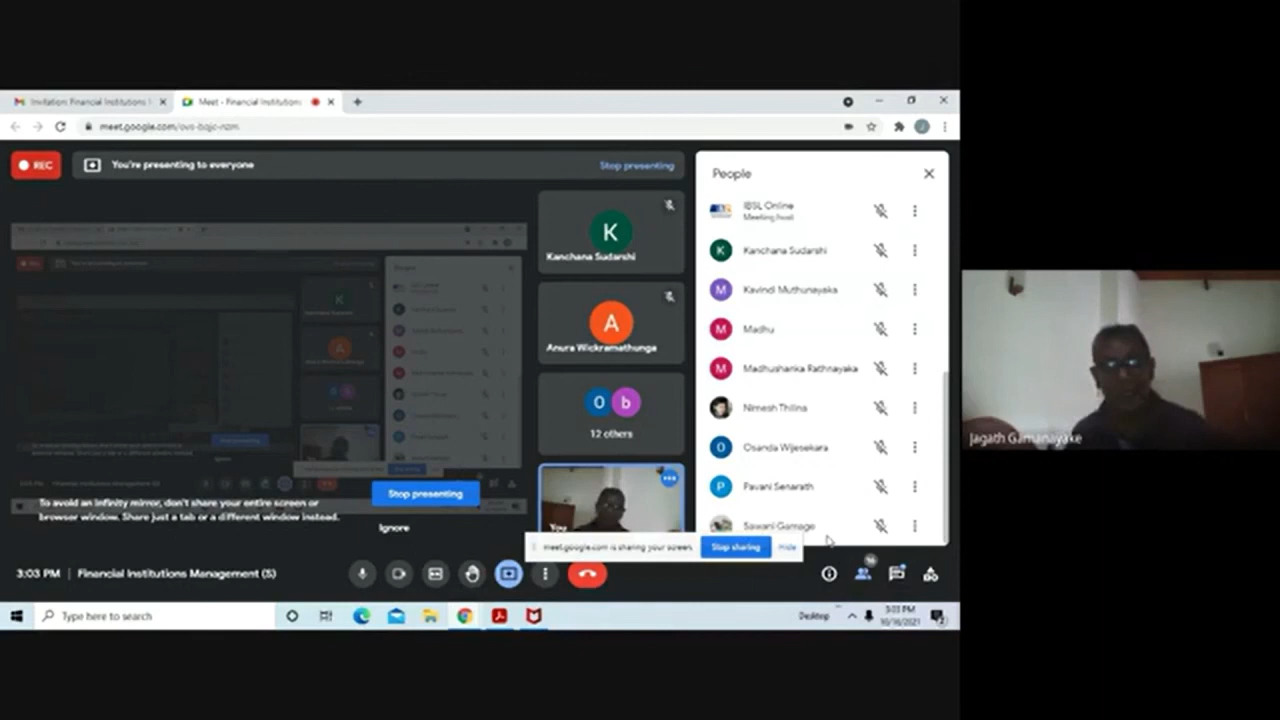 Invitation: Financial Institutions
Meet - Financial Institutions
meet.google.com/ovs-bqjc-nzm
REC
You're presenting to everyone
Stop presenting
People
IBSL Online
Meeting host
Kanchana Sudarshi
Kavindi Muthunayaka
Madhu
Madhushanka Rathnayaka
Nimesh Thilina
Osanda Wijesekara
Pavani Senarath
Sawani Gamage
K
Kanchana Sudarshi
A
Anura Wickramathunga
O b
12 others
You
To avoid an infinity mirror, don't share your entire screen or
browser window. Share just a tab or a different window instead.
Stop presenting
Ignore
meet.google.com is sharing your screen.
Stop sharing
Hide
3:03 PM | Financial Institutions Management (S)
Type here to search
Desktop
3:03 PM
10/16/2021
Jagath Gamanayake